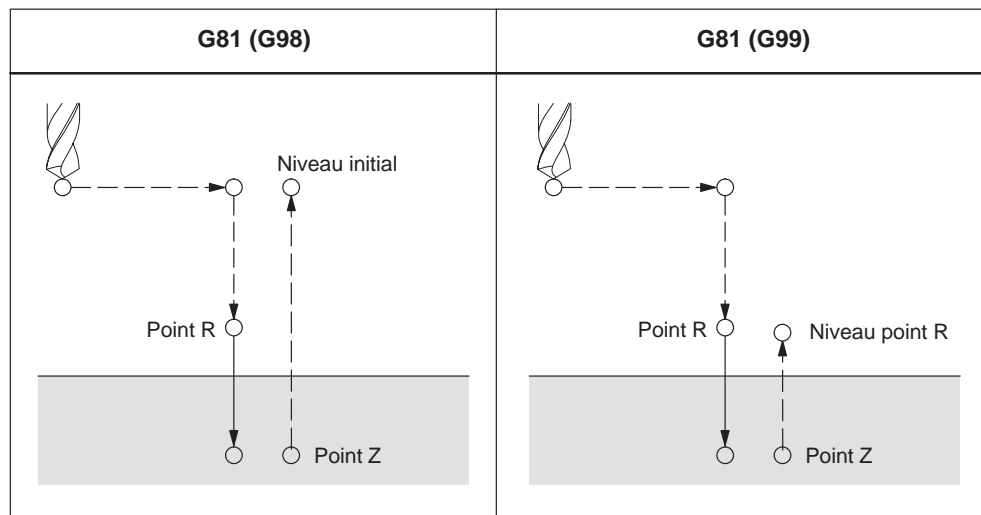 G81 (G98)
G81 (G99)
Niveau initial
Point R
Point Z
Point R
Niveau point R
Point Z